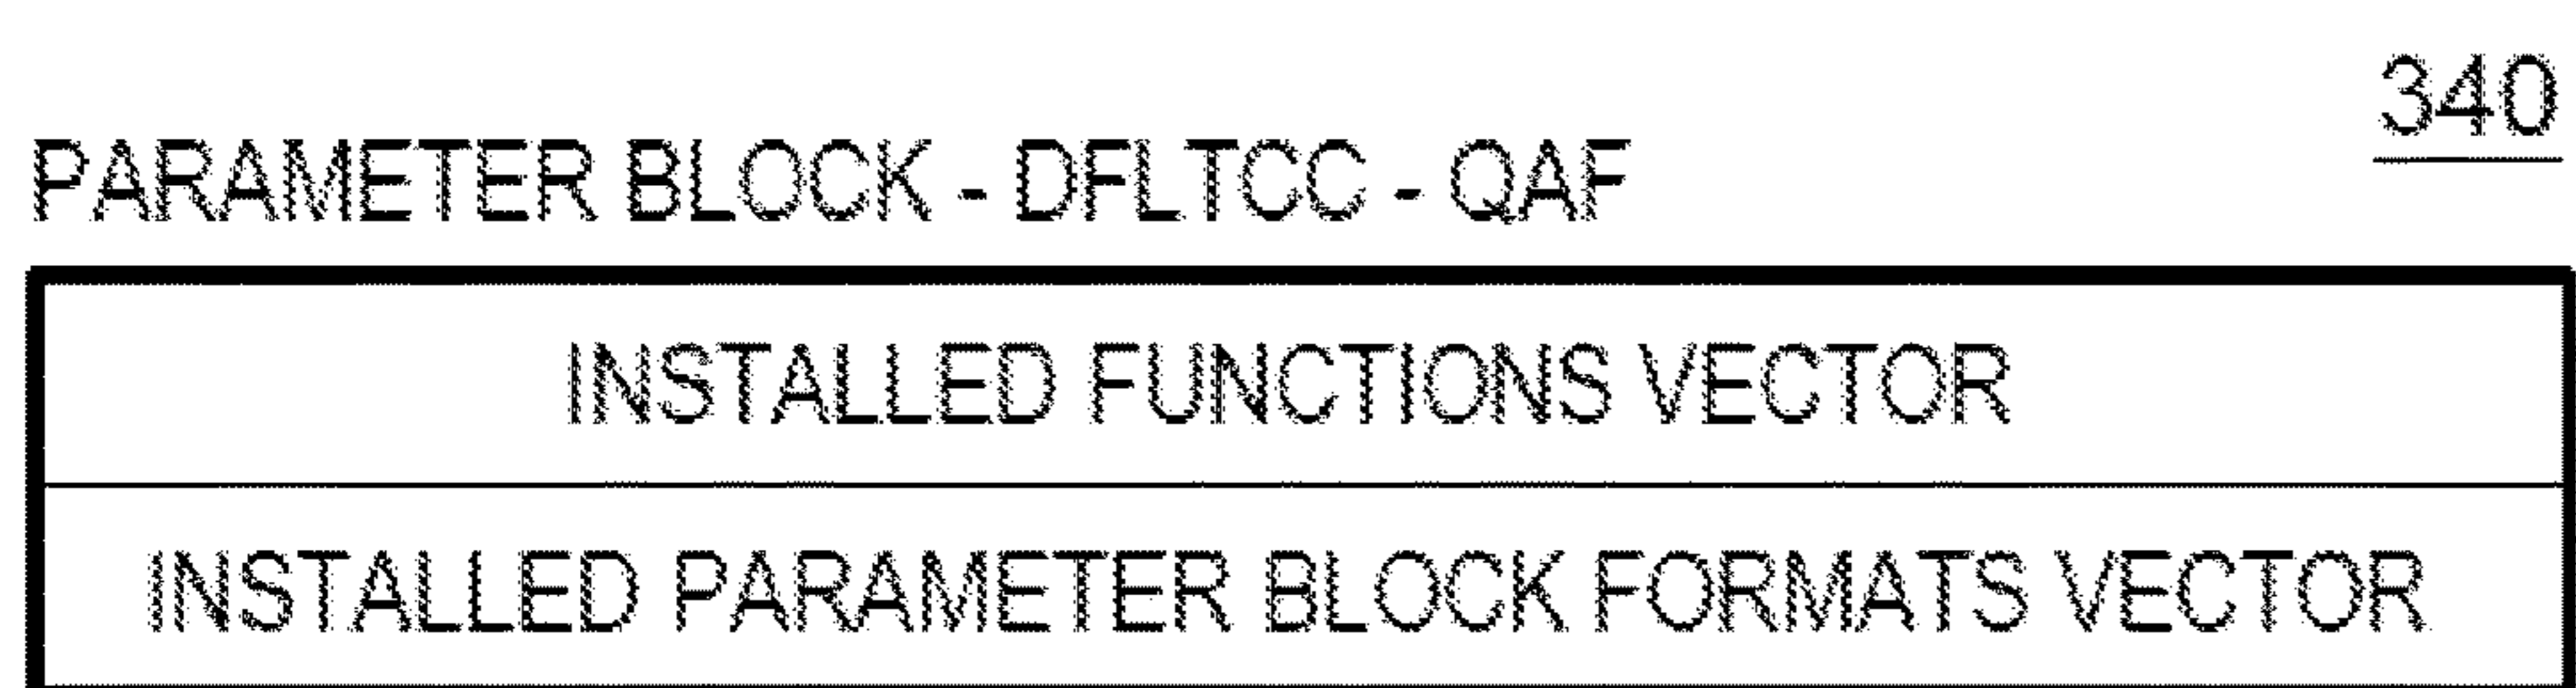 340
PARAMETER BLOCK - DFLTCC - QAF
INSTALLED FUNCTIONS VECTOR
INSTALLED PARAMETER BLOCK FORMATS VECTOR